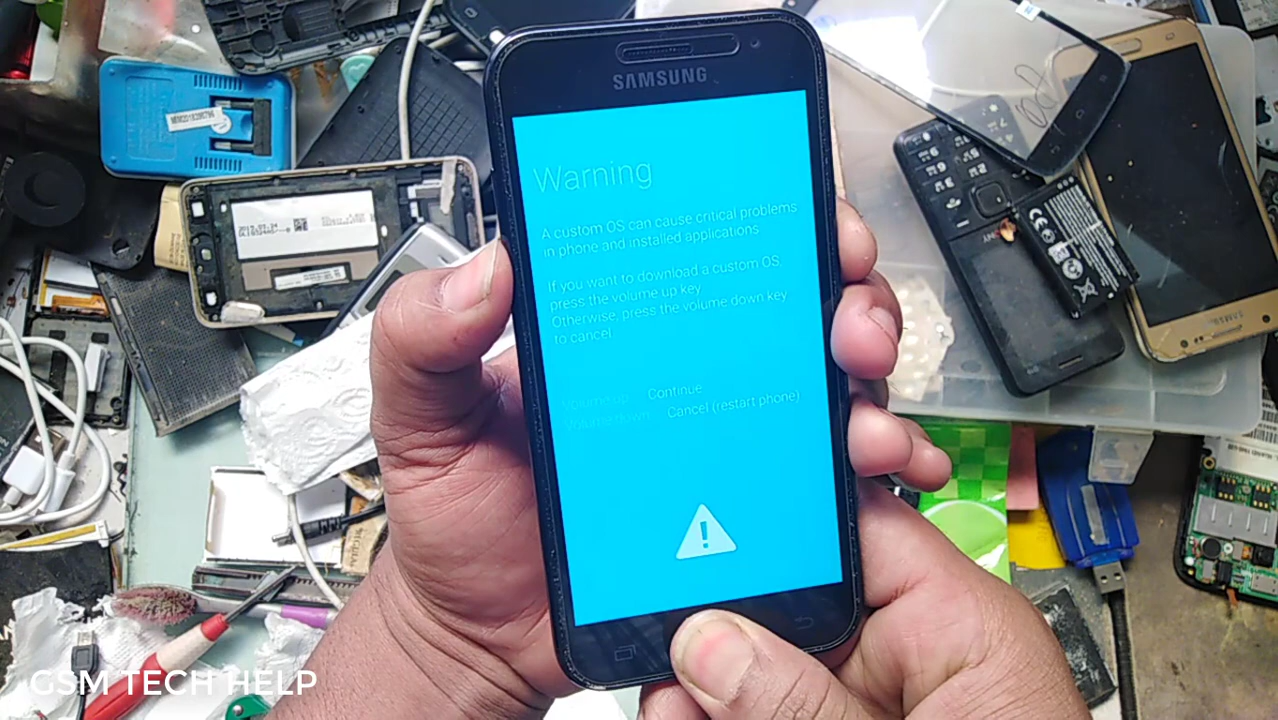 SAMSUNG
Warning
A custom OS can cause critical problems
in phone and installed applications
If you want to download a custom OS,
press the volume up key
Otherwise, press the volume down key
to cancel
Volume up: Continue
Volume down: Cancel (restart phone)
SAMSUNG
GSM TECH HELP